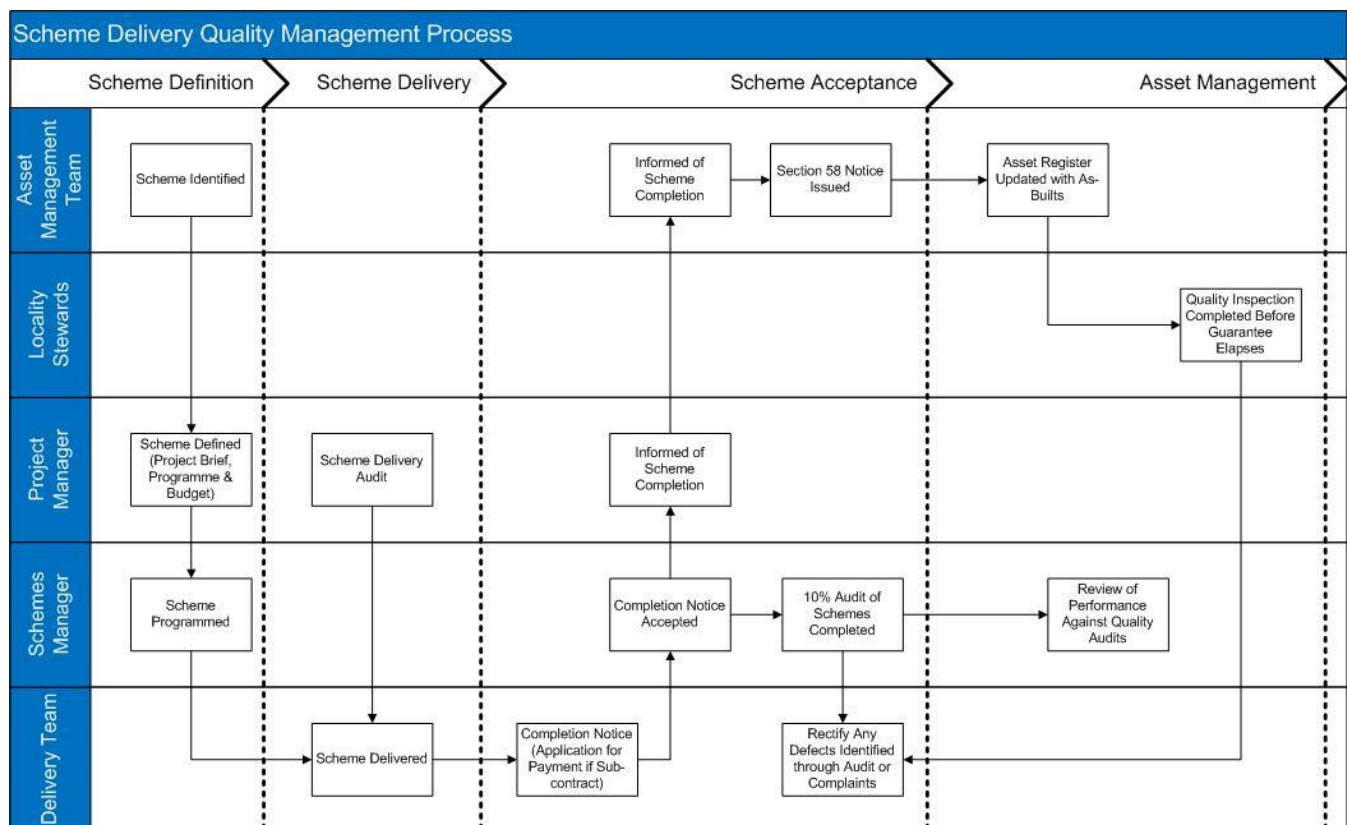 Scheme Delivery Quality Management Process
Scheme Definition
Scheme Delivery
Scheme Acceptance
Asset Management
Asset
Management
Team
Scheme Identified
Informed of
Scheme
Completion
Section 58 Notice
Issued
Asset Register
Updated with As-
Builts
Locality
Stewards
Quality Inspection
Completed Before
Guarantee
Elapses
Project
Manager
Scheme Defined
(Project Brief,
Programme &
Budget)
Scheme Delivery
Audit
Informed of
Scheme
Completion
Schemes
Manager
Scheme
Programmed
Completion Notice
Accepted
10% Audit of
Schemes
Completed
Review of
Performance
Against Quality
Audits
Delivery Team
Scheme Delivered
Completion Notice
(Application for
Payment if Sub-
contract)
Rectify Any
Defects Identified
through Audit or
Complaints